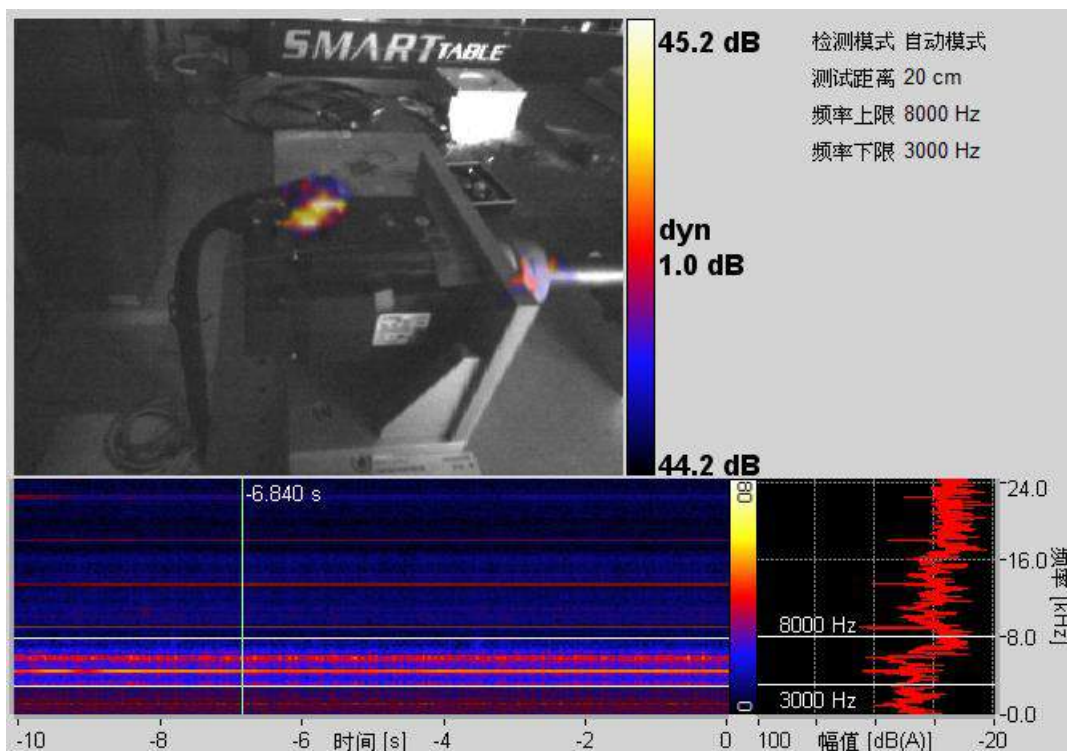 SMART TABLE
45.2 dB
dyn
1.0 dB
44.2 dB
检测模式 自动模式
测试距离 20 cm
频率上限 8000 Hz
频率下限 3000 Hz
-6.840 s
80
0
8000 Hz
3000 Hz
24.0
-16.0
-8.0
-0.0
频率 [kHz]
-10
-8
-6
时间 [s]
-4
-2
0
100
幅值 [dB(A)]
-20